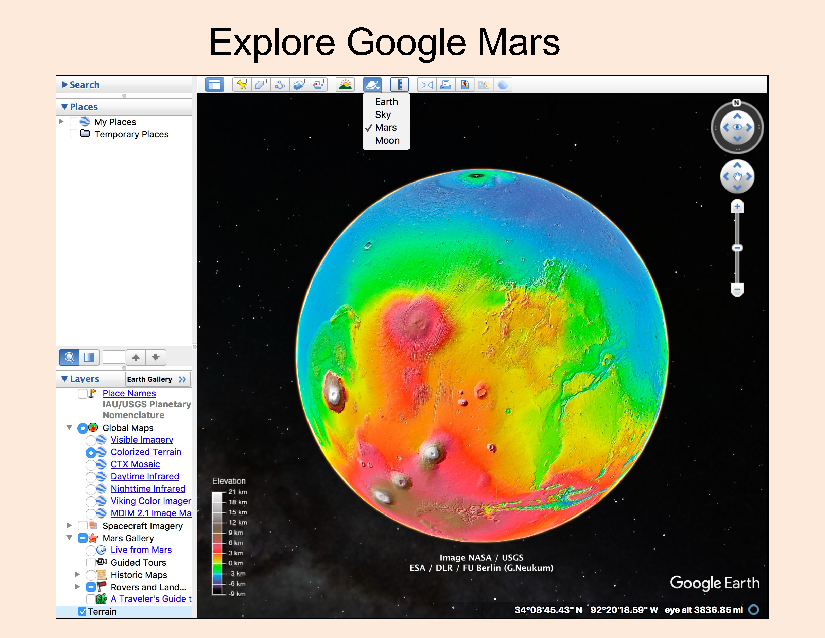 Explore Google Mars
Search
Places
My Places
Temporary Places
Earth
Sky
Mars
Moon
N
Layers
Earth Gallery >>
Place Names
IAU/USGS Planetary
Nomenclature
Global Maps
Visible Imagery
Colorized Terrain
CTX Mosaic
Daytime Infrared
Nighttime Infrared
Viking Color Imager
MDIM 2.1 Image Ma
Spacecraft Imagery
Mars Gallery
Live from Mars
Guided Tours
Historic Maps
Rovers and Land...
A Traveler's Guide t
Terrain
Elevation
21 km
18 km
15 km
12 km
9 km
6 km
3 km
0 km
-3 km
-6 km
-9 km
Image NASA / USGS
ESA / DLR / FU Berlin (G.Neukum)
Google Earth
34°08'45.43" N 92°20'18.59" W eye alt 3836.85 mi